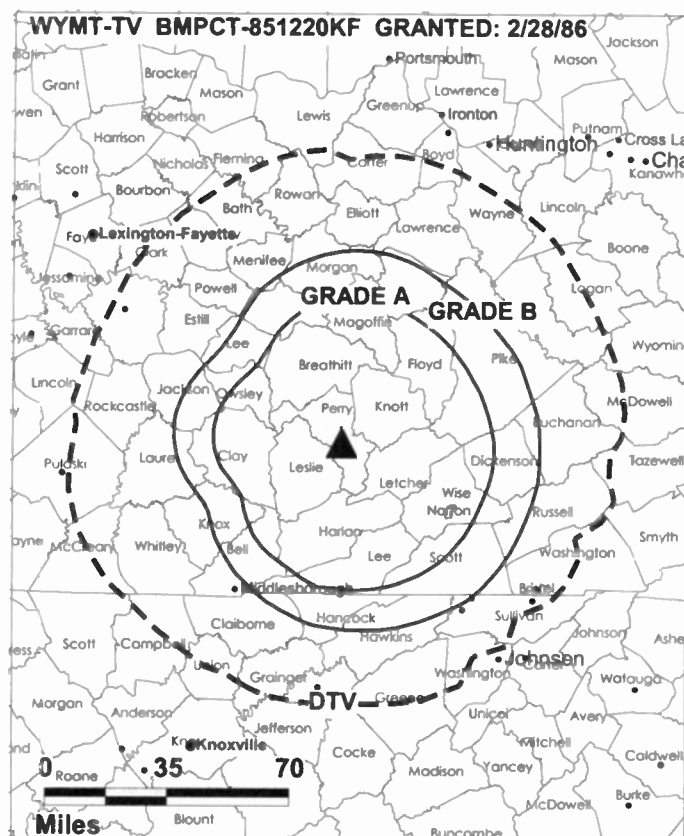 WYMT-TV BMPCT-851220KF GRANTED: 2/28/86
Jackson
Portsmouth
Mason
Bracken
Grant
Mason
Lawrence
Greenup
Lewis
Ironton
Robertson
Harrison
Putnam
Cross La
Huntington
Boyd
Cha
Nicholas
Fleming
Carter
Kanawh
Scott
Bourbon
Rowan
Bath
Elliott
Wayne
Lincoln
Lawrence
Lexington-Fayette
Fay
Clark
Boone
Menifee
Morgan
Jessamine
Powell
Logan
GRADE A
GRADE B
Estill
Magoffin
Garrard
Lee
Wyoming
Breathitt
Floyd
Pike
Lincoln
Jackson
Owsley
McDowell
Rockcastle
Perry
Knott
Buchanan
Laurel
Clay
Leslie
Dickenson
Tazewell
Pulaski
Letcher
Wise
Norton
Russell
Knox
Harlan
Smyth
McCreary
Whitley
Bell
Lee
Scott
Washington
Middlesborough
Bristol
Hancock
Sullivan
Claiborne
Hawkins
Johnson
Ashe
Scott
Campbell
Union
Washington
Johnson
Carter
Grainger
Watauga
DTV
Greene
Morgan
Anderson
Unicoi
Avery
Jefferson
Knox
Knoxville
Mitchell
Caldwell
Cocke
0 35 70
Roane
Madison
Yancey
McDowell
Burke
Miles
Blount
Buncombe